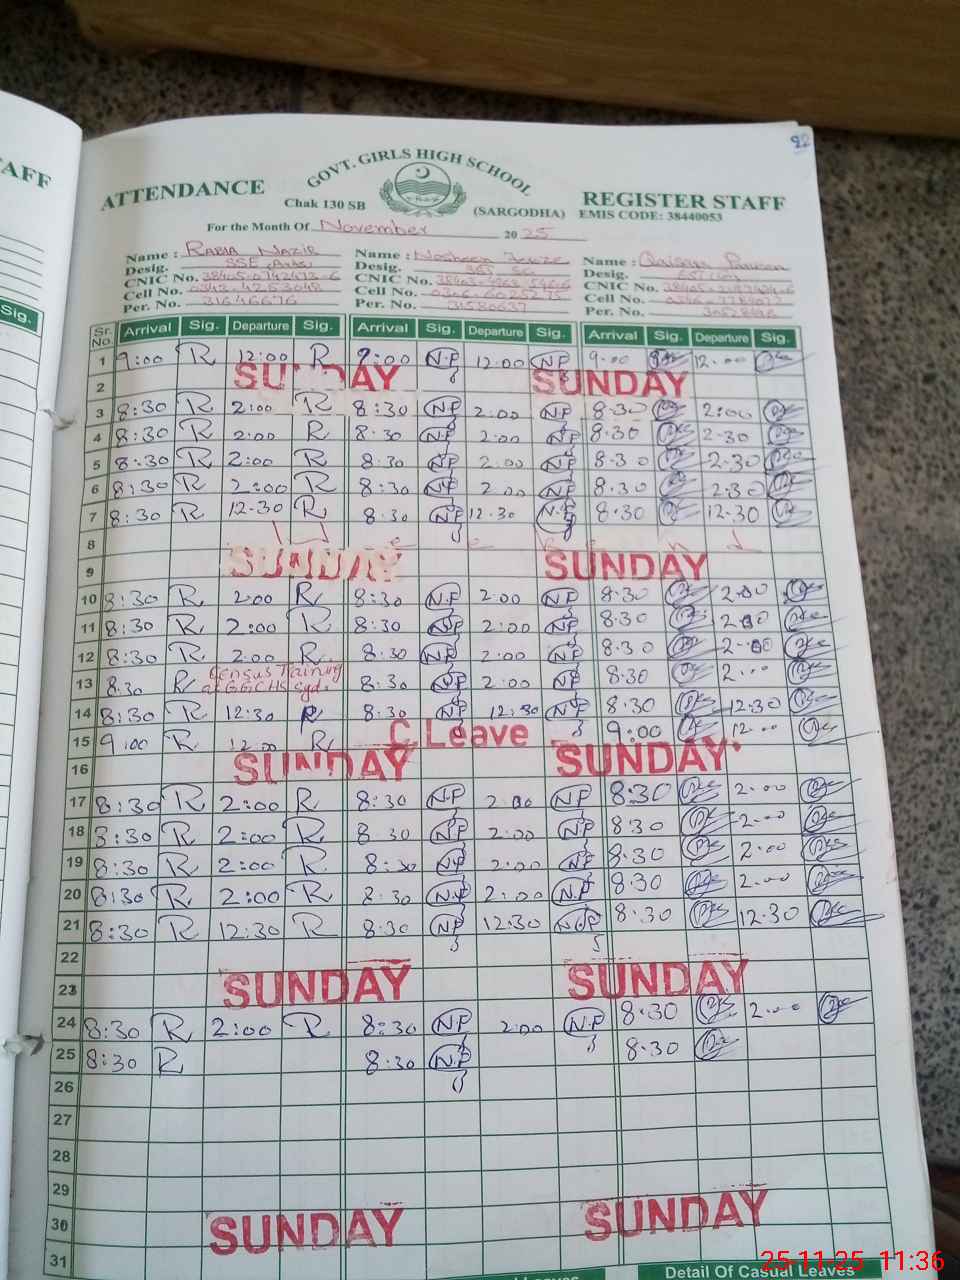 22
TAFF
ATTENDANCE
GOVT. GIRLS HIGH SCHOOL
Chak 130 SB
(SARGODHA)
REGISTER STAFF
EMIS CODE: 38440053
For the Month Of November 2025
Name : RABIA NAZIR
Desig. SSE
CNIC No.
Cell No.
Per. No. 31646676
Name : Nosheen
Desig.
CNIC No.
Cell No.
Per. No. 31580637
Name :
Desig.
CNIC No.
Cell No.
Per. No.
Sig.
Sr. No. Arrival Sig. Departure Sig. Arrival Sig. Departure Sig. Arrival Sig. Departure Sig.
1 9:00 R 12:00 R 9:00 N.F 12.00 NF 9.00 12.00
2 SUNDAY SUNDAY
3 8:30 R 2:00 R 8:30 NF 2.00 NF 8.30 2:00
4 8:30 R 2:00 R 8.30 NF 2.00 NF 8.30 2.30
5 8:30 R 2:00 R 8:30 NF 2.00 NF 8.30 2.30
6 8:30 R 2:00 R 8:30 NF 2.00 NF 8.30 2.30
7 8:30 R 12.30 R 8:30 NF 12.30 N.F 8.30 12.30
8
9 SUNDAY SUNDAY
10 8:30 R 2:00 R 8:30 N.F 2.00 NF 8.30 2.00
11 8:30 R 2:00 R 8:30 NF 2:00 NF 8.30 2.00
12 8:30 R 2:00 R 8:30 NF 2:00 NF 8.30 2.00
13 8:30 R Census Training at GGCHS Syd. 8:30 NF 2:00 NF 8.30 2.00
14 8:30 R 12:30 R 8:30 NF 12:30 NF 8.30 12.30
15 9:00 R 12:00 R C.Leave 9:00 12.00
16 SUNDAY SUNDAY
17 8:30 R 2:00 R 8:30 N.F 2.00 NF 8:30 2.00
18 8:30 R 2:00 R 8:30 NF 2:00 NF 8.30 2.00
19 8:30 R 2:00 R 8:30 NF 2:00 NF 8.30 2.00
20 8:30 R 2:00 R 8:30 N.F 2:00 N.F 8.30 2.00
21 8:30 R 12:30 R 8:30 NF 12:30 N.F 8.30 12.30
22
23 SUNDAY SUNDAY
24 8:30 R 2:00 R 8:30 N.F 2:00 N.F 8.30 2.00
25 8:30 R 8:30 N.F 8.30
26
27
28
29
30 SUNDAY SUNDAY
31
Leaves
Detail Of Casual Leaves
25-11-25 11:36